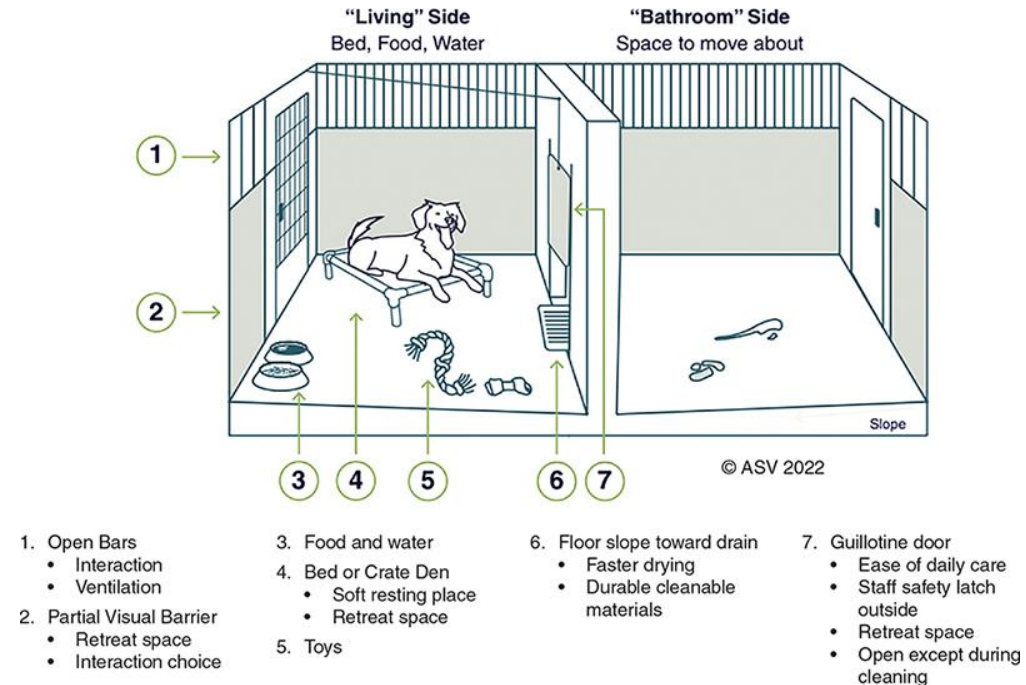 “Living” Side
Bed, Food, Water
“Bathroom” Side
Space to move about
1
2
3
4
5
6
7
Slope
© ASV 2022
1. Open Bars
• Interaction
• Ventilation
2. Partial Visual Barrier
• Retreat space
• Interaction choice
3. Food and water
4. Bed or Crate Den
• Soft resting place
• Retreat space
5. Toys
6. Floor slope toward drain
• Faster drying
• Durable cleanable
materials
7. Guillotine door
• Ease of daily care
• Staff safety latch
outside
• Retreat space
• Open except during
cleaning